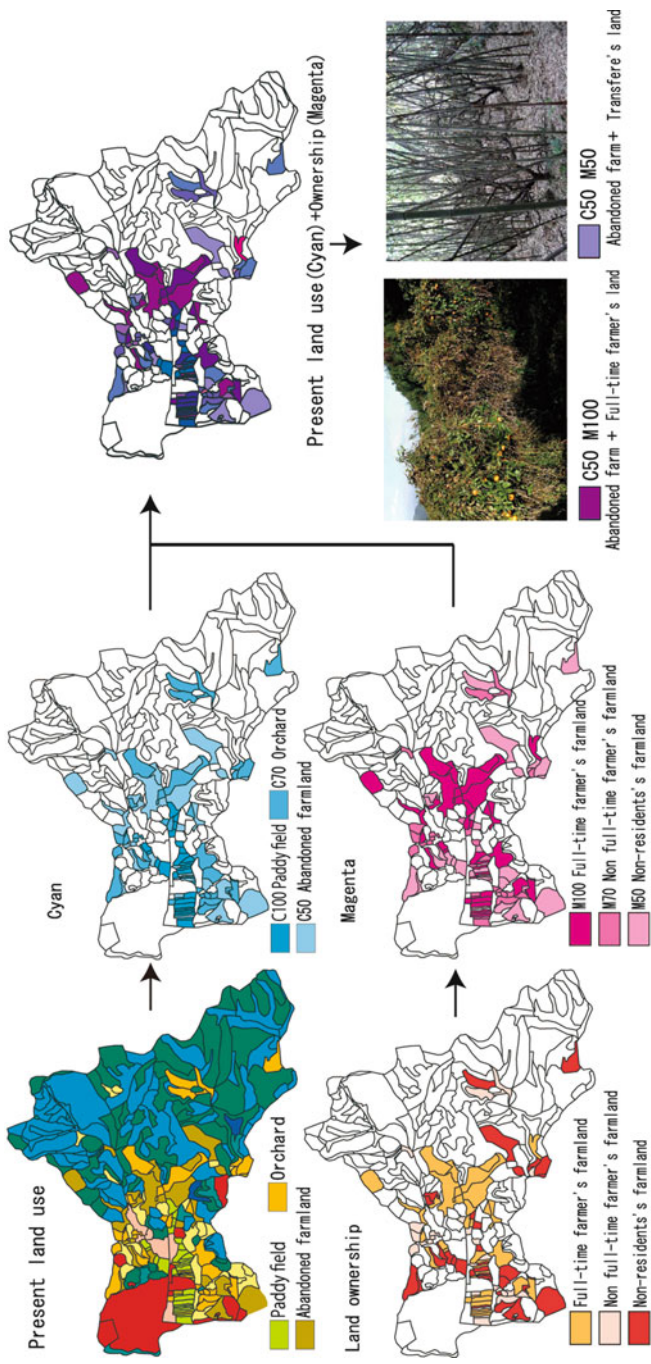 Present land use
Paddy field
Orchard
Abandoned farmland
Land ownership
Full-time farmer's farmland
Non full-time farmer's farmland
Non-residents's farmland
Cyan
C100 Paddy field
C70 Orchard
C50 Abandoned farmland
Magenta
M100 Full-time farmer's farmland
M70 Non full-time farmer's farmland
M50 Non-residents's farmland
Present land use (Cyan) +Ownership (Magenta)
C50 M100
Abandoned farm + Full-time farmer's land
C50 M50
Abandoned farm+ Transfere's land